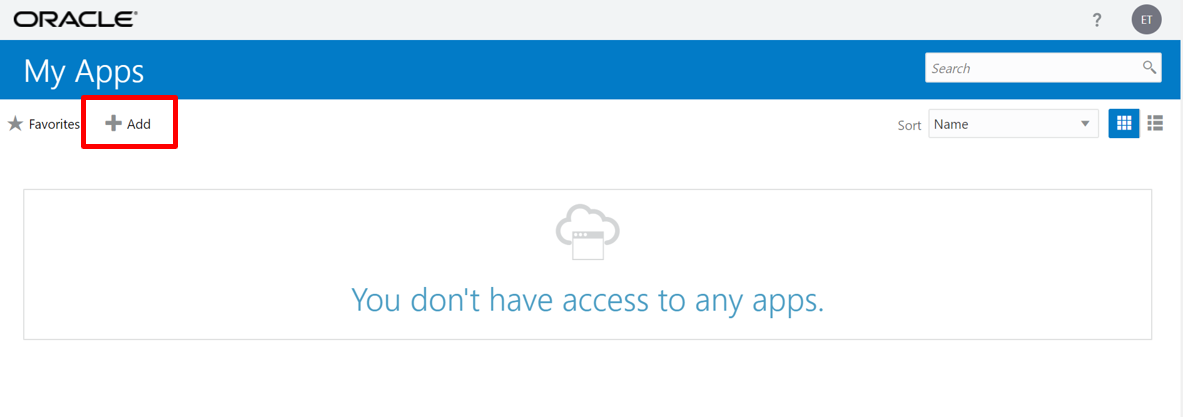 ORACLE®
? ET
My Apps
Search
Favorites Add
Sort Name
You don't have access to any apps.